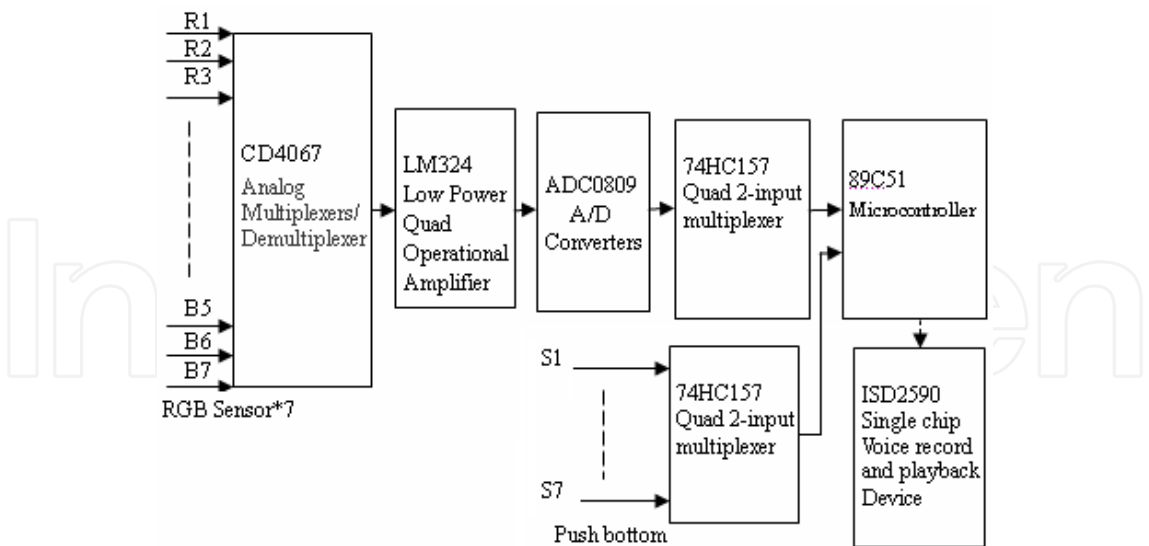 R1
R2
R3
B5
B6
B7
RGB Sensor*7
CD4067
Analog
Multiplexers/
Demultiplexer
LM324
Low Power
Quad
Operational
Amplifier
ADC0809
A/D
Converters
74HC157
Quad 2-input
multiplexer
89C51
Microcontroller
S1
S7
Push bottom
74HC157
Quad 2-input
multiplexer
ISD2590
Single chip
Voice record
and playback
Device
In
en